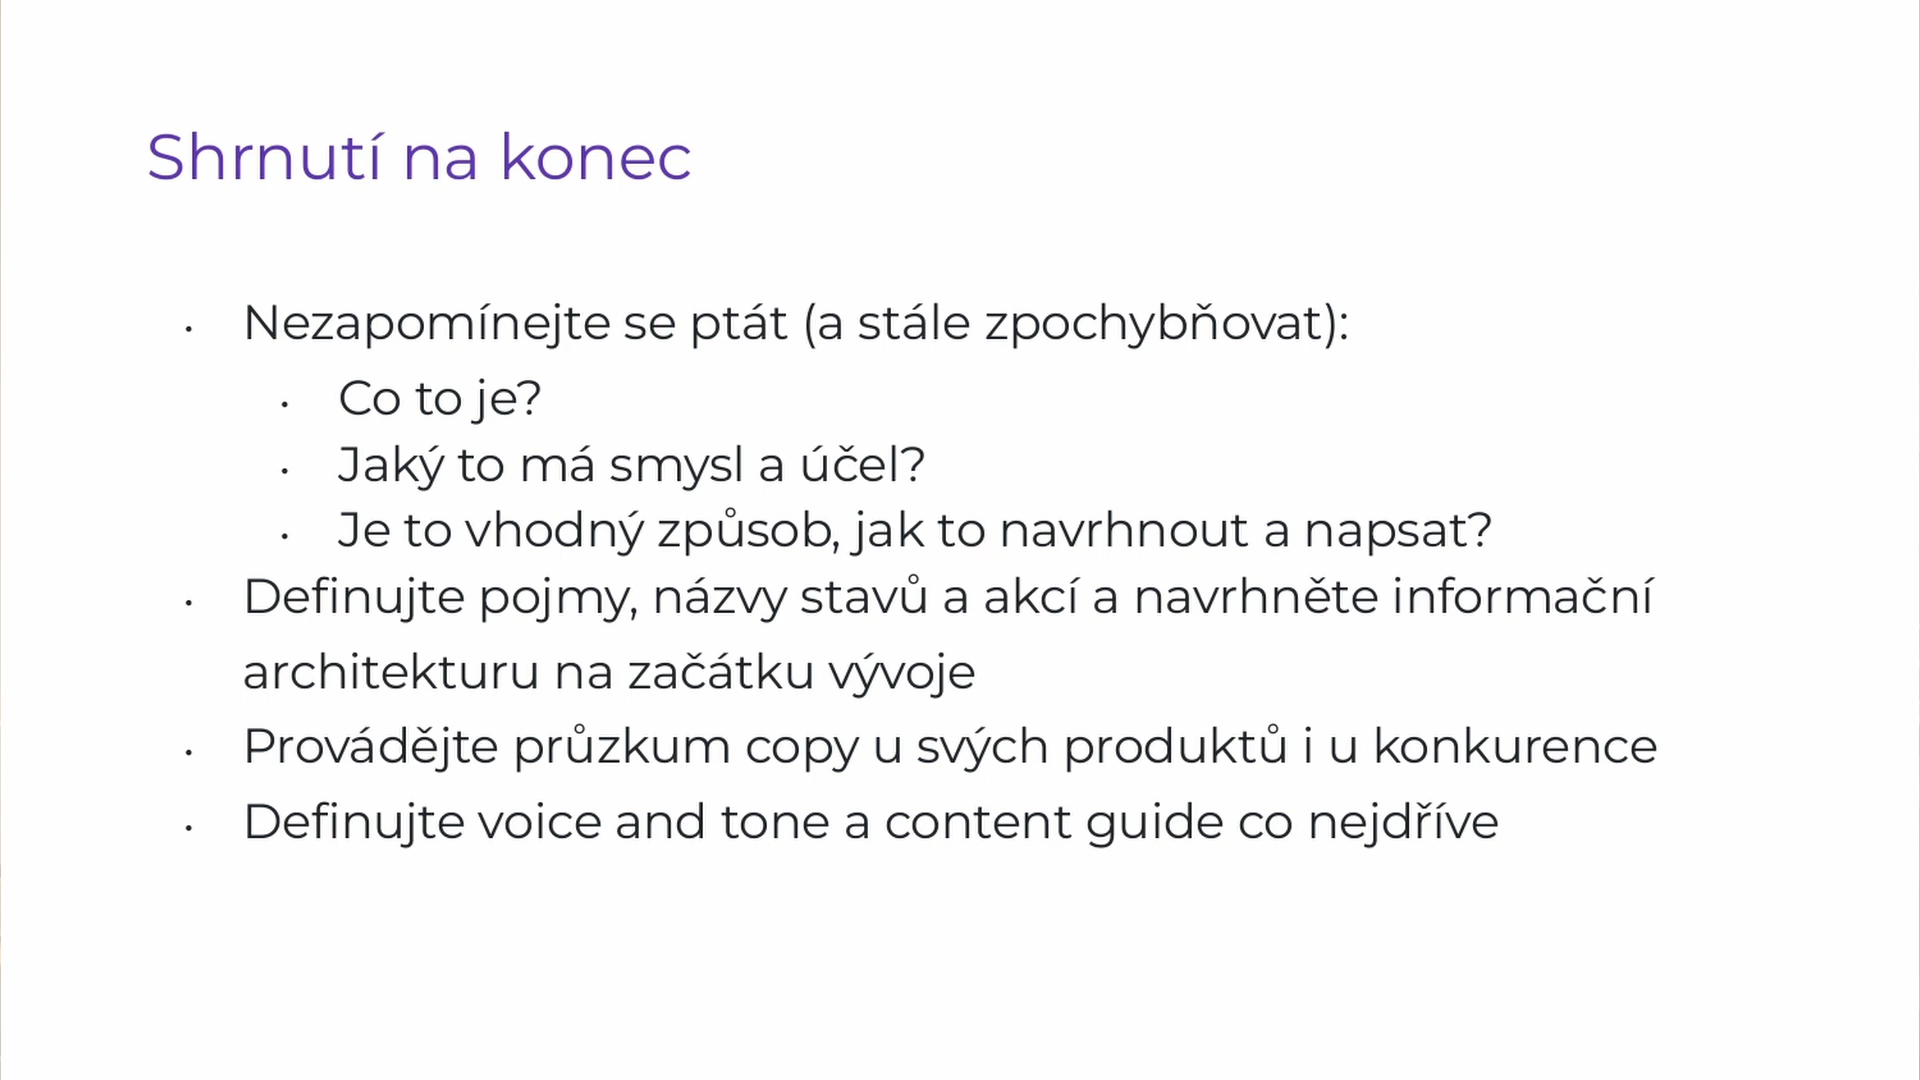 Shrnutí na konec
· Nezapomínejte se ptát (a stále zpochybňovat):
· Co to je?
· Jaký to má smysl a účel?
· Je to vhodný způsob, jak to navrhnout a napsat?
· Definujte pojmy, názvy stavů a akcí a navrhněte informační
architekturu na začátku vývoje
· Provádějte průzkum copy u svých produktů i u konkurence
· Definujte voice and tone a content guide co nejdříve